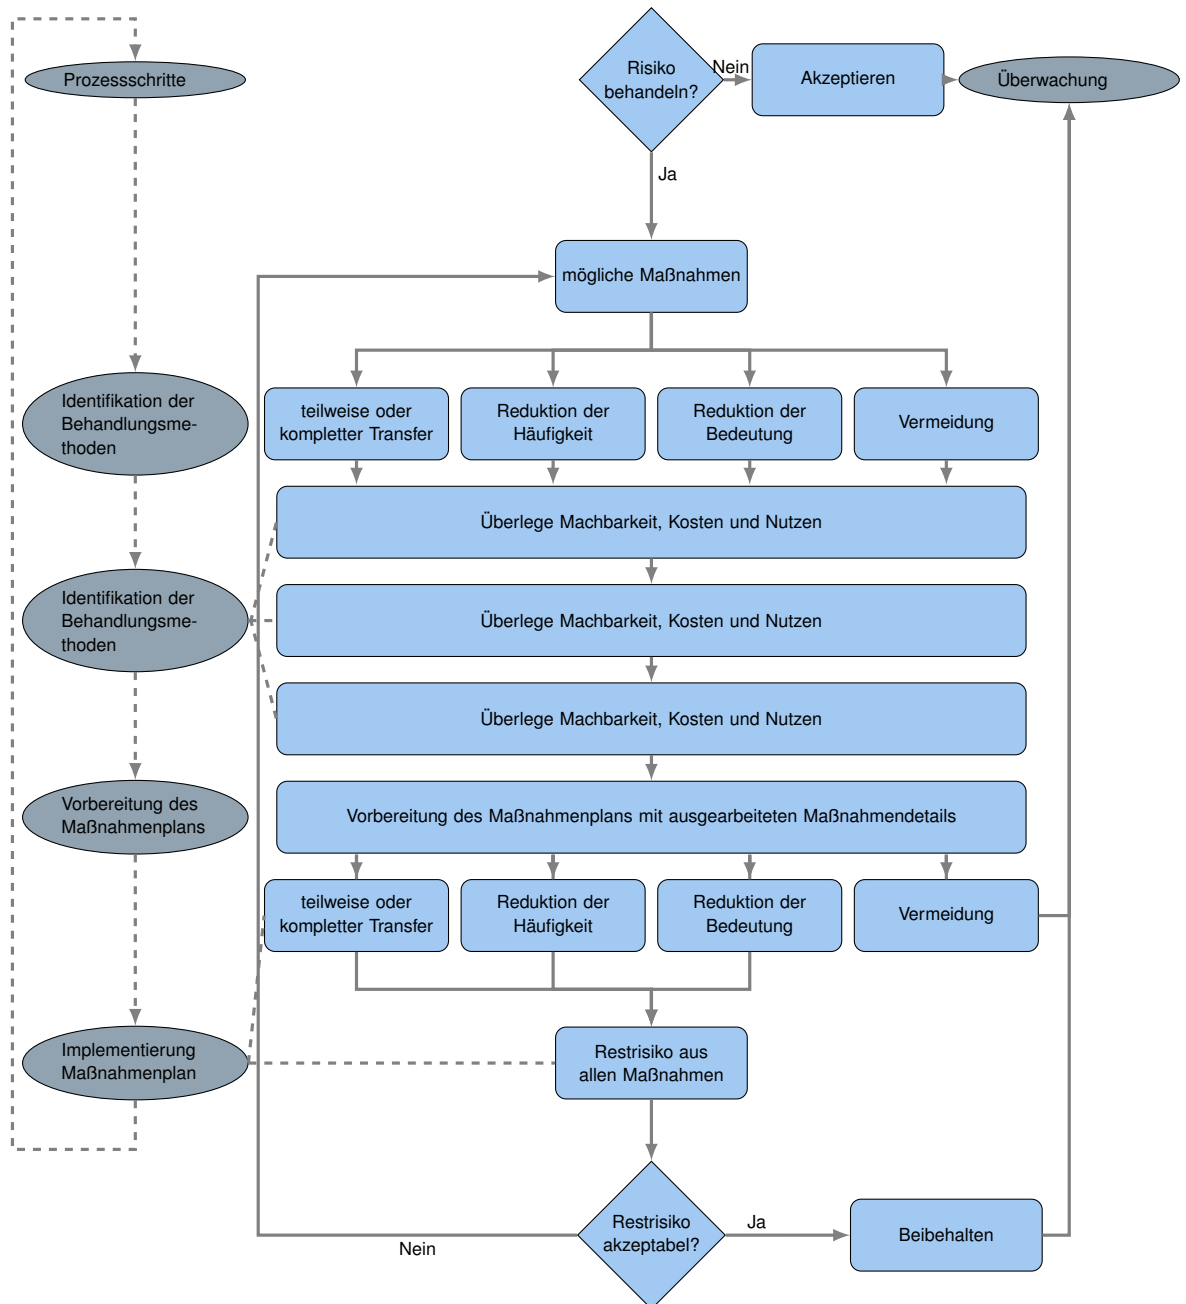 Prozessschritte
Risiko
behandeln?
Nein
Akzeptieren
Überwachung
Ja
mögliche Maßnahmen
Identifikation der
Behandlungsme-
thoden
teilweise oder
kompletter Transfer
Reduktion der
Häufigkeit
Reduktion der
Bedeutung
Vermeidung
Überlege Machbarkeit, Kosten und Nutzen
Identifikation der
Behandlungsme-
thoden
Überlege Machbarkeit, Kosten und Nutzen
Überlege Machbarkeit, Kosten und Nutzen
Vorbereitung des
Maßnahmenplans
Vorbereitung des Maßnahmenplans mit ausgearbeiteten Maßnahmendetails
teilweise oder
kompletter Transfer
Reduktion der
Häufigkeit
Reduktion der
Bedeutung
Vermeidung
Implementierung
Maßnahmenplan
Restrisiko aus
allen Maßnahmen
Restrisiko
akzeptabel?
Nein
Ja
Beibehalten